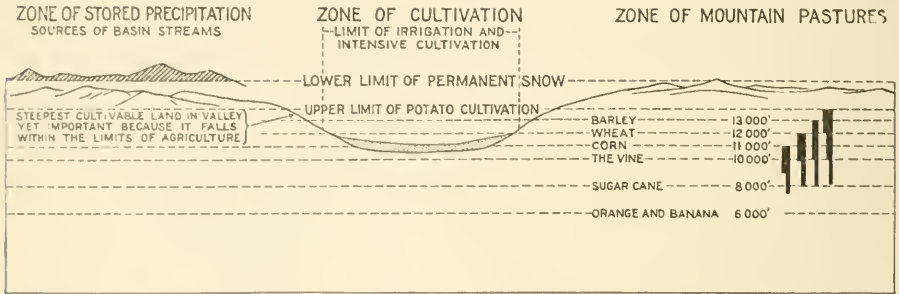 ZONE OF STORED PRECIPITATION
SOURCES OF BASIN STREAMS
ZONE OF CULTIVATION
LIMIT OF IRRIGATION AND
INTENSIVE CULTIVATION
ZONE OF MOUNTAIN PASTURES
LOWER LIMIT OF PERMANENT SNOW
UPPER LIMIT OF POTATO CULTIVATION
STEEPEST CULTIVABLE LAND IN VALLEY
YET IMPORTANT BECAUSE IT FALLS
WITHIN THE LIMITS OF AGRICULTURE
BARLEY 13 000'
WHEAT 12 000'
CORN 11 000'
THE VINE 10 000'
SUGAR CANE 8 000'
ORANGE AND BANANA 6 000'